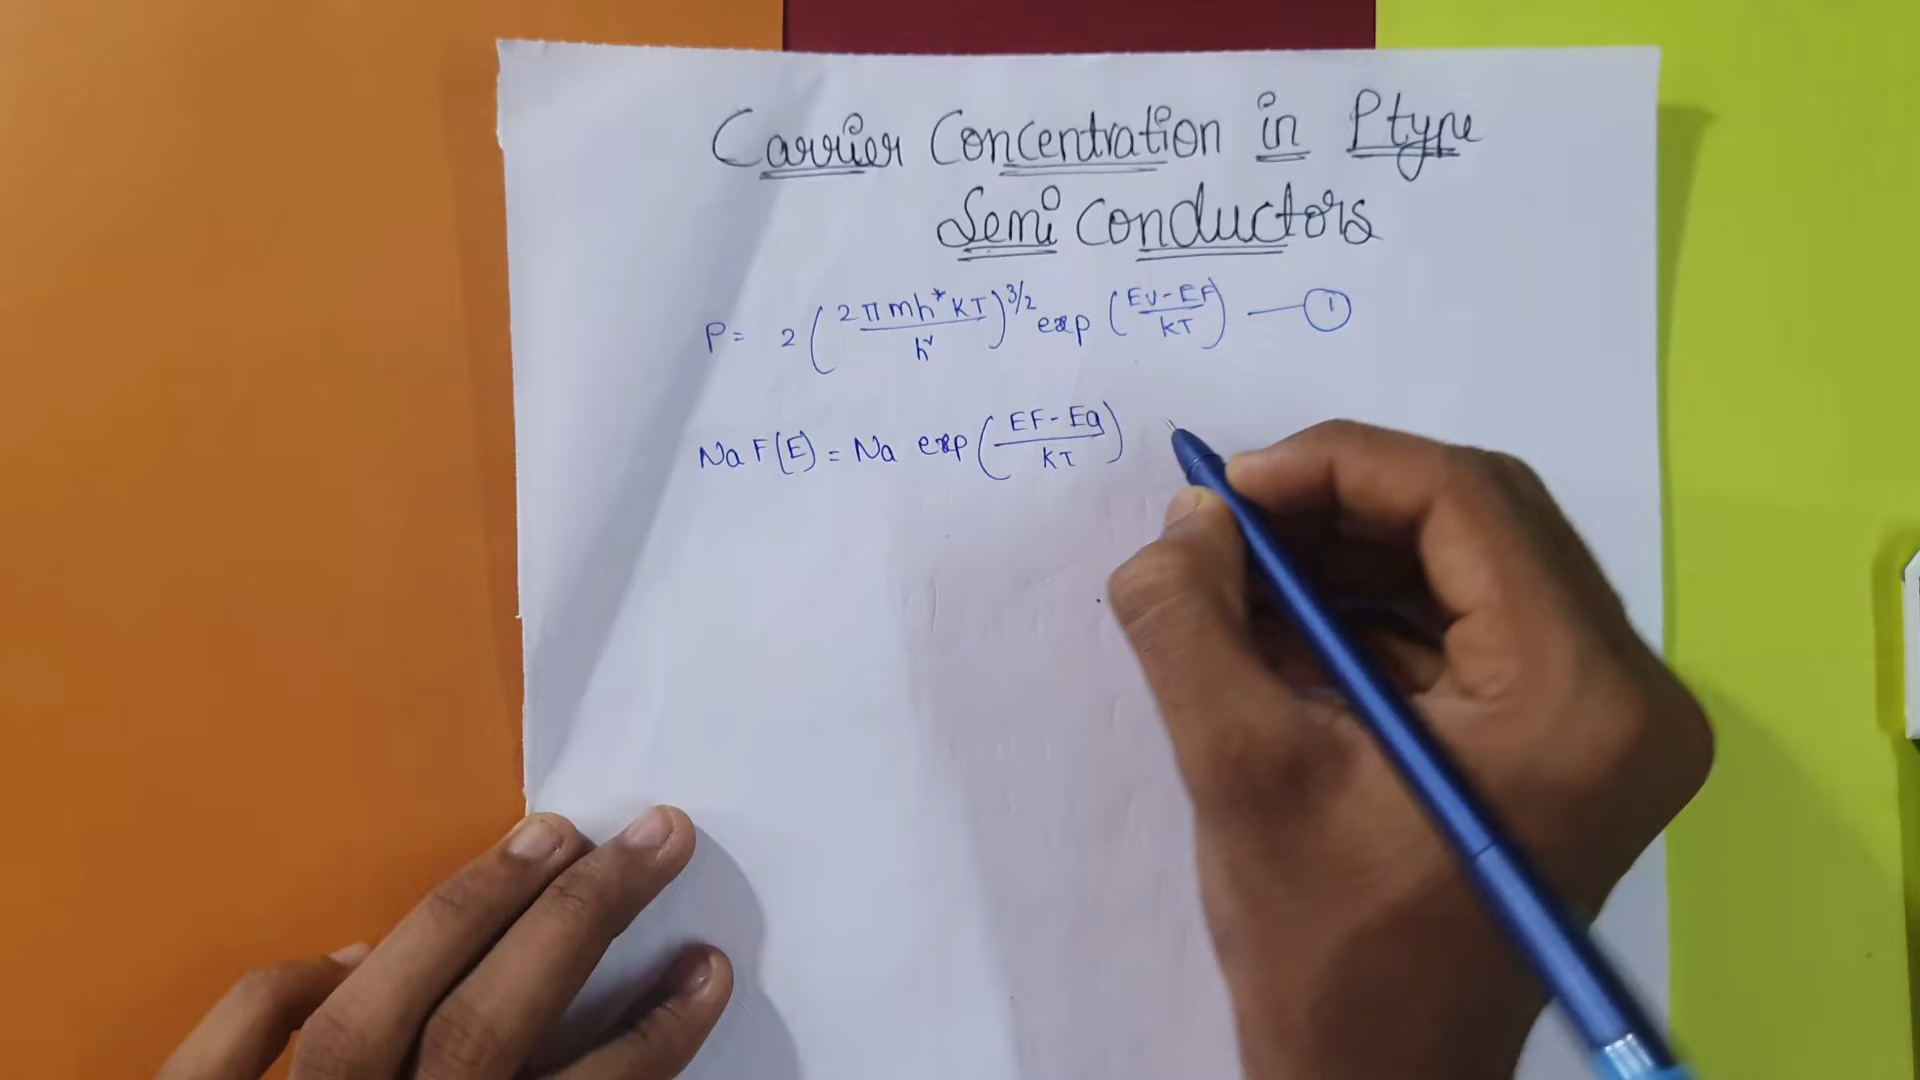 Carrier Concentration in P type
Semi Conductors
P = 2 (2πmh*KT / h²)^3/2 exp (EV-EF / KT) — ①
Na F(E) = Na exp (EF-Ea / KT)